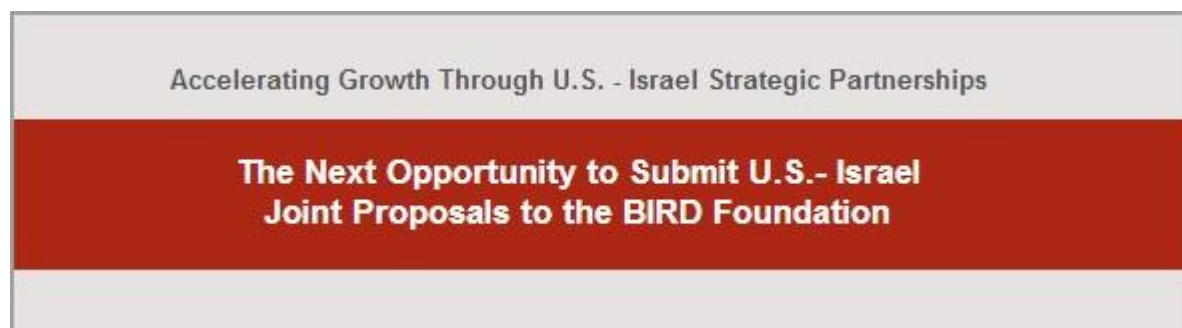 Accelerating Growth Through U.S. - Israel Strategic Partnerships
The Next Opportunity to Submit U.S.- Israel
Joint Proposals to the BIRD Foundation